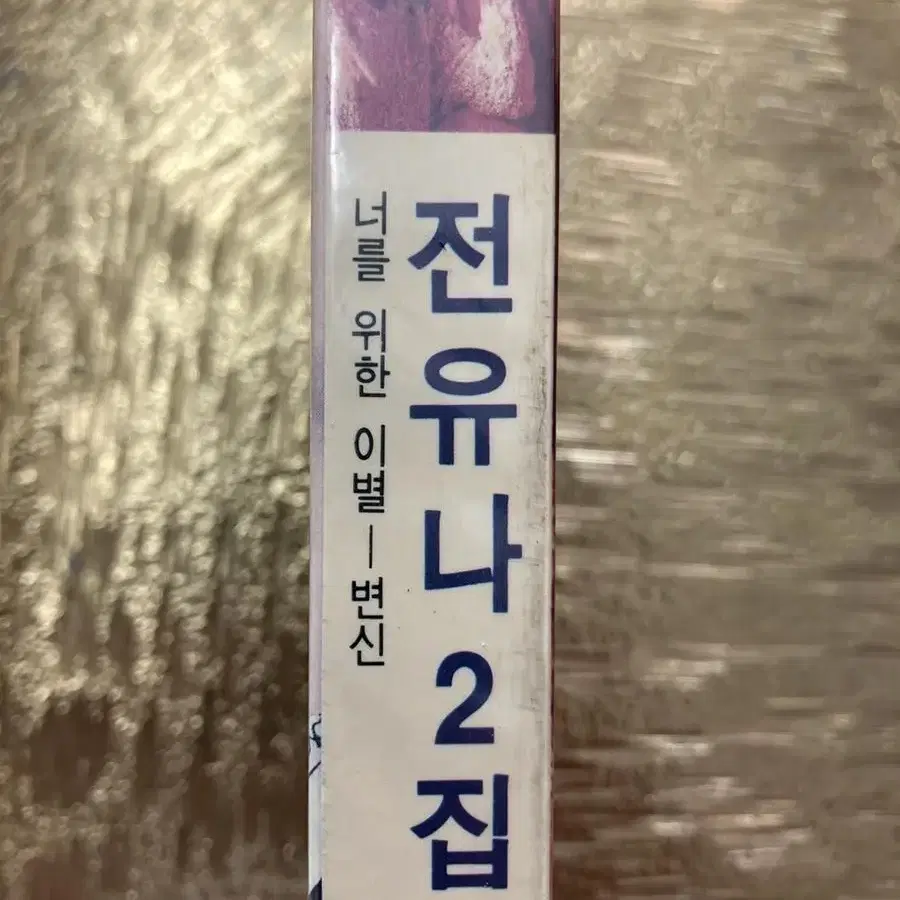 전유나 2집
너를 위한 이별 — 변신